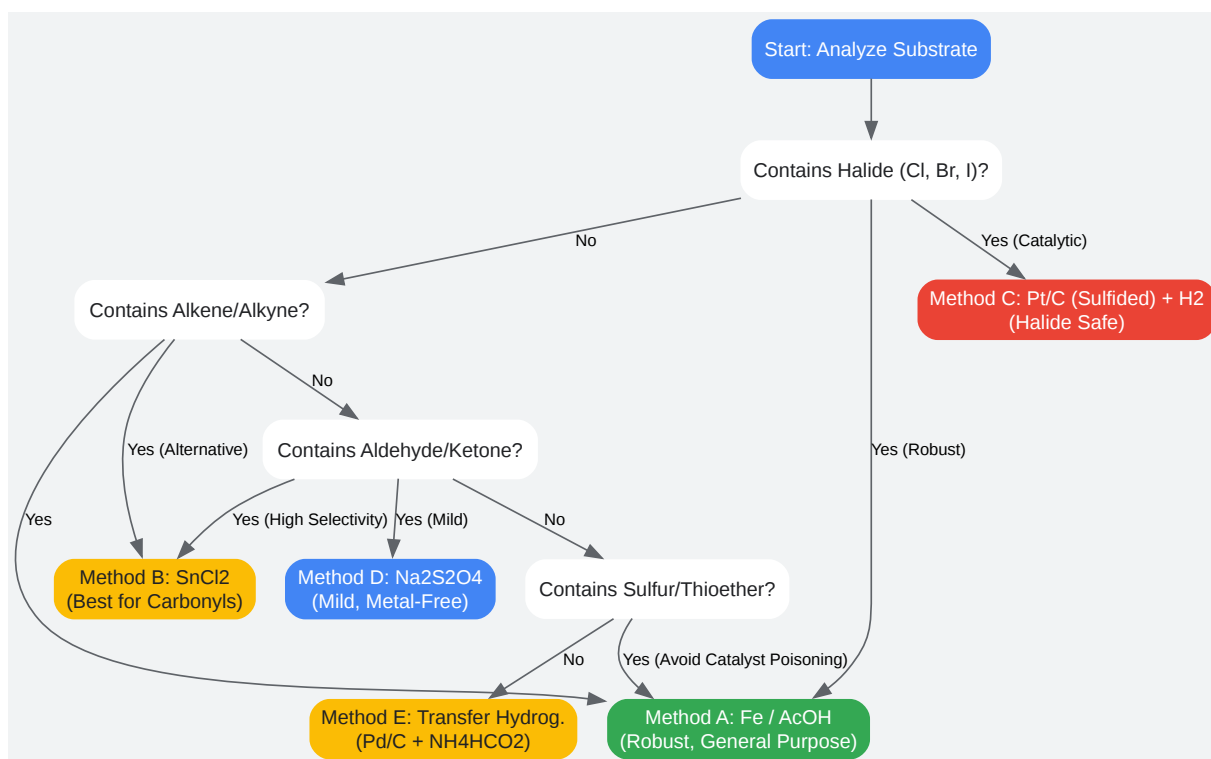 Start: Analyze Substrate
Contains Halide (Cl, Br, I)?
No
Yes (Catalytic)
Contains Alkene/Alkyne?
Method C: Pt/C (Sulfided) + H2
(Halide Safe)
No
Yes (Alternative)
Contains Aldehyde/Ketone?
Yes (Robust)
Yes
Yes (High Selectivity)
Yes (Mild)
No
Method B: SnCl2
(Best for Carbonyls)
Method D: Na2S2O4
(Mild, Metal-Free)
Contains Sulfur/Thioether?
No
Yes (Avoid Catalyst Poisoning)
Method E: Transfer Hydrog.
(Pd/C + NH4HCO2)
Method A: Fe / AcOH
(Robust, General Purpose)